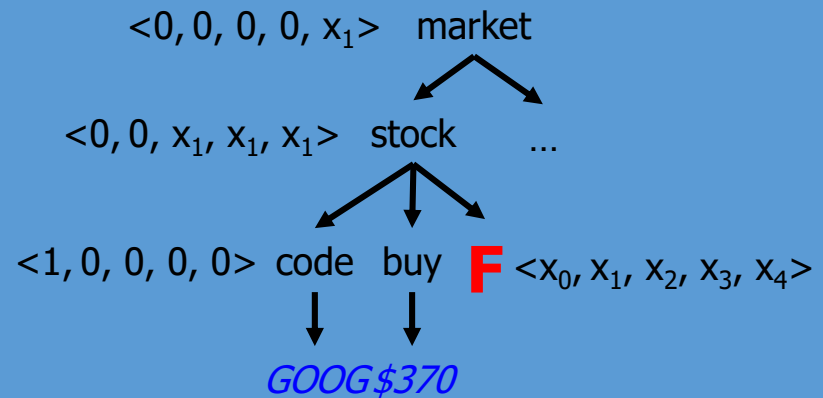 <0, 0, 0, 0, x₁> market
<0, 0, x₁, x₁, x₁> stock ...
<1, 0, 0, 0, 0> code buy F <x₀, x₁, x₂, x₃, x₄>
GOOG $370